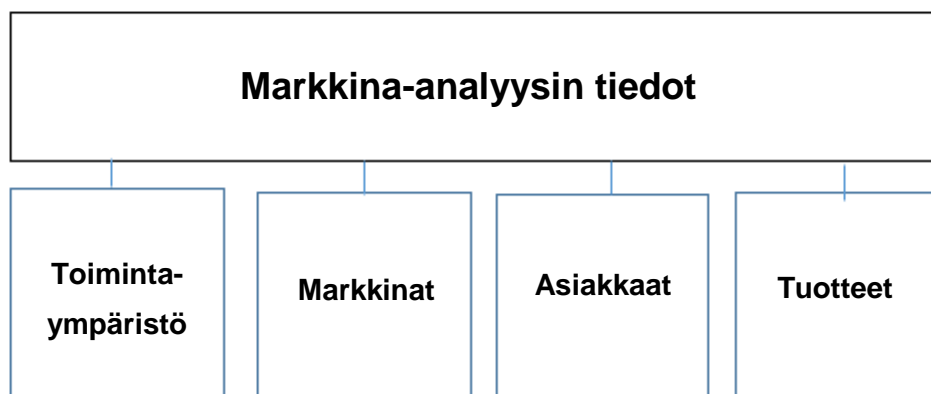 Markkina-analyysin tiedot
Toiminta-
ympäristö
Markkinat
Asiakkaat
Tuotteet